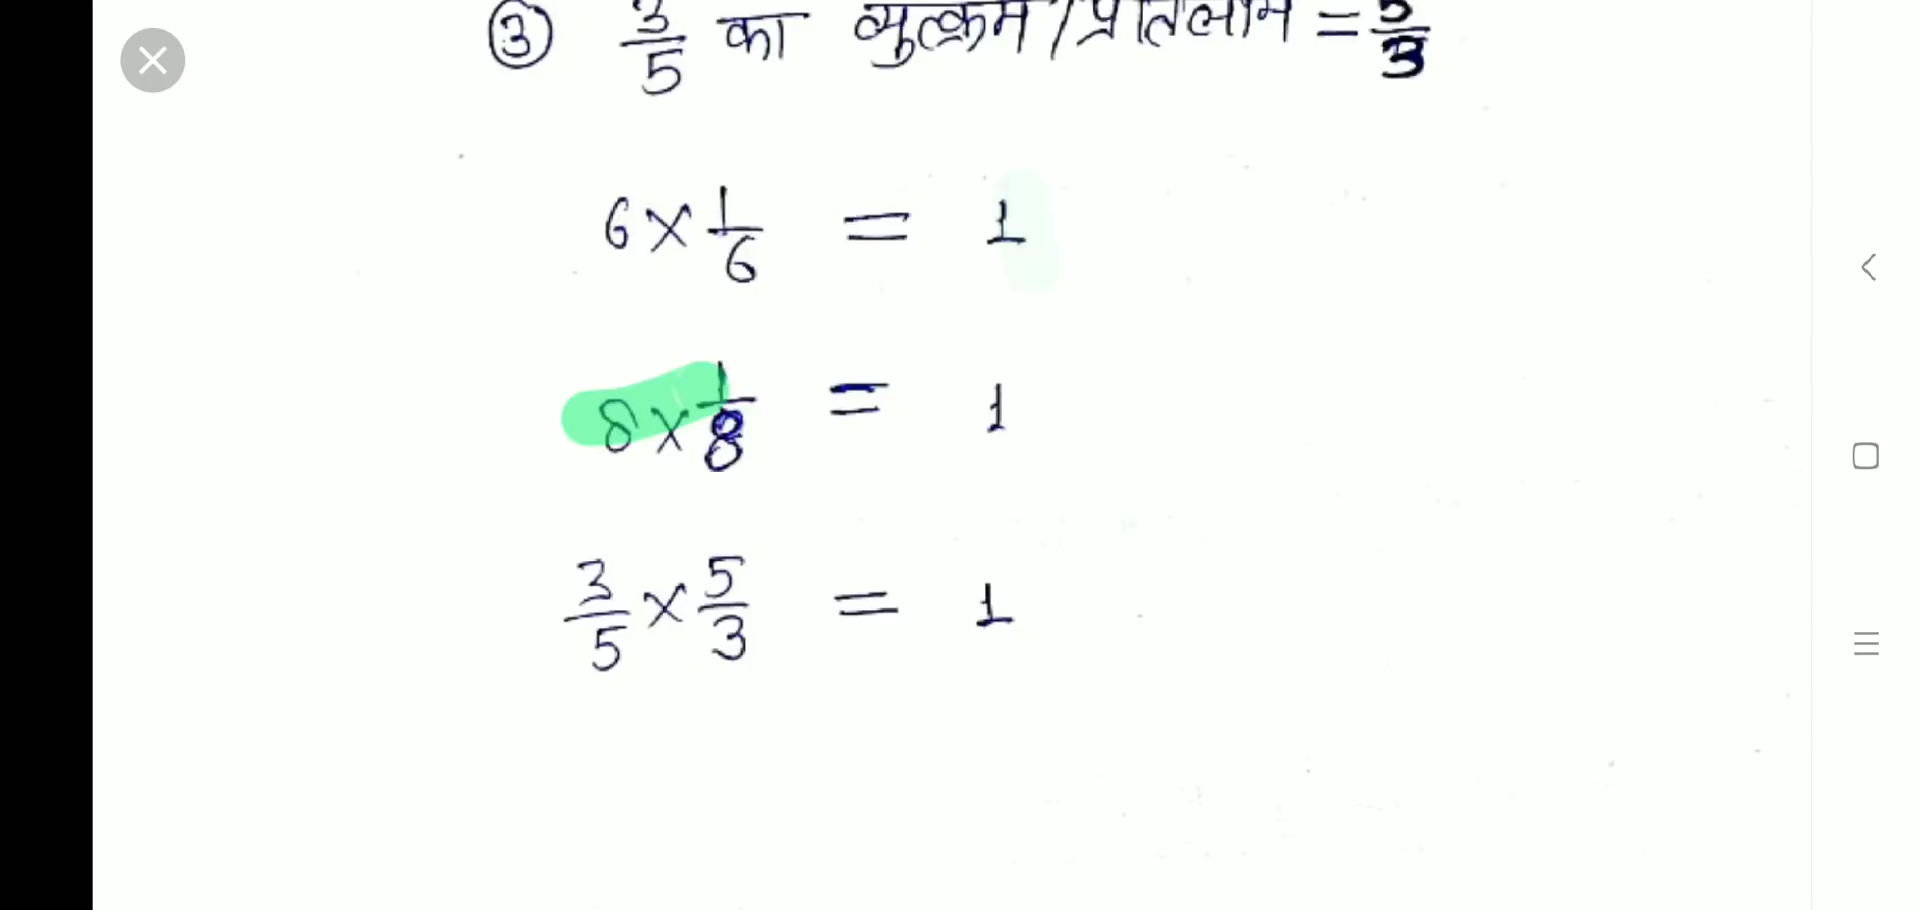 ③ 3/5 का व्युत्क्रम/प्रतिलोम = 5/3
6 × 1/6 = 1
8 × 1/8 = 1
3/5 × 5/3 = 1